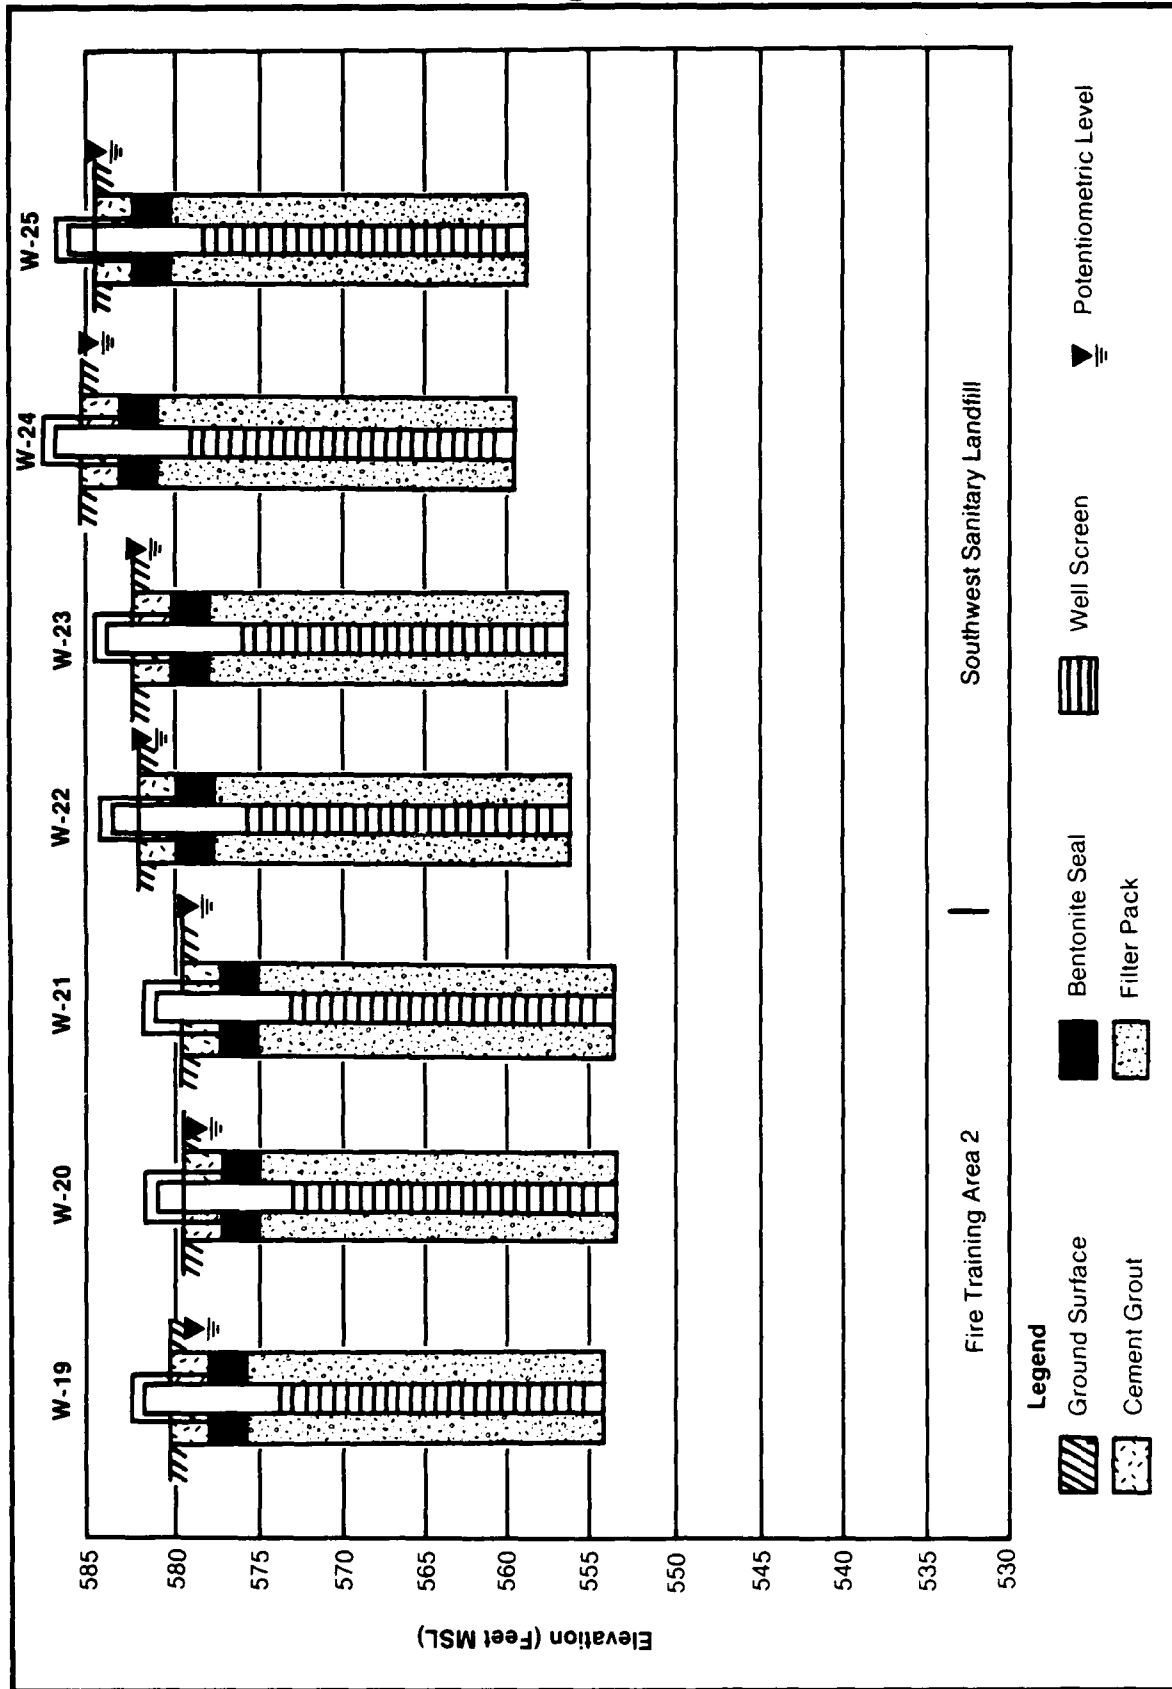 W-19
W-20
W-21
W-22
W-23
W-24
W-25
Elevation (Feet MSL)
585
580
575
570
565
560
555
550
545
540
535
530
Fire Training Area 2
Southwest Sanitary Landfill
Legend
Ground Surface
Bentonite Seal
Well Screen
Potentiometric Level
Cement Grout
Filter Pack